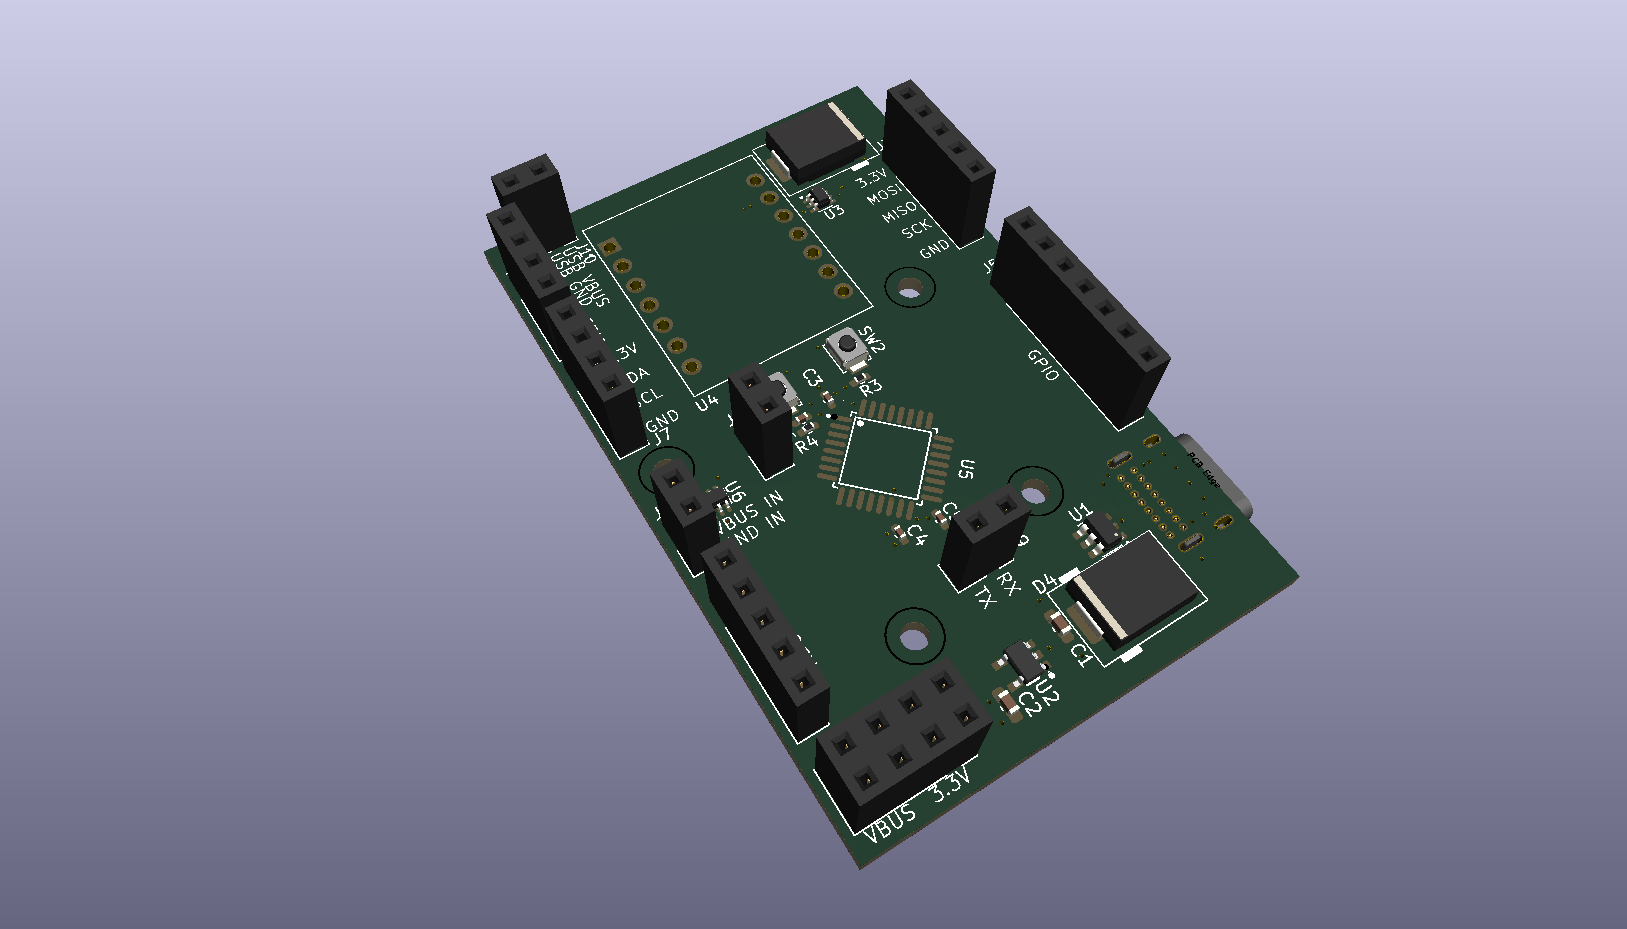 3.3V
MOSI
MISO
SCK
GND
U3
J10
USB VBUS
USB GND
.3V
DA
CL
GND
J7
U4
SW2
C3
R3
R4
GPIO
U5
U6
VBUS IN
ND IN
C4
PCB Edge
U1
RX
TX
D4
C1
U2
C2
3.3V
VBUS